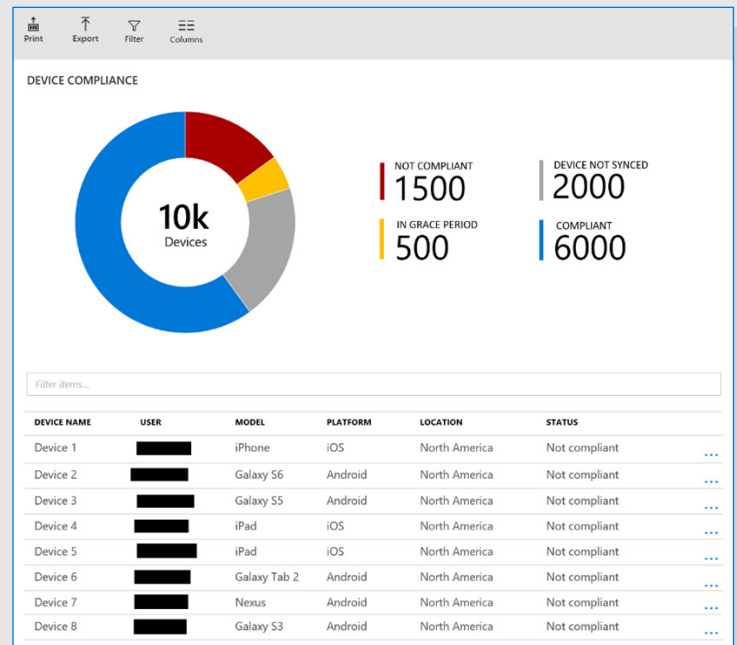 Print Export Filter Columns
DEVICE COMPLIANCE
10k
Devices
NOT COMPLIANT
1500
DEVICE NOT SYNCED
2000
IN GRACE PERIOD
500
COMPLIANT
6000
Filter items...
DEVICE NAME USER MODEL PLATFORM LOCATION STATUS
Device 1 iPhone iOS North America Not compliant ...
Device 2 Galaxy S6 Android North America Not compliant ...
Device 3 Galaxy S5 Android North America Not compliant ...
Device 4 iPad iOS North America Not compliant ...
Device 5 iPad iOS North America Not compliant ...
Device 6 Galaxy Tab 2 Android North America Not compliant ...
Device 7 Nexus Android North America Not compliant ...
Device 8 Galaxy S3 Android North America Not compliant ...